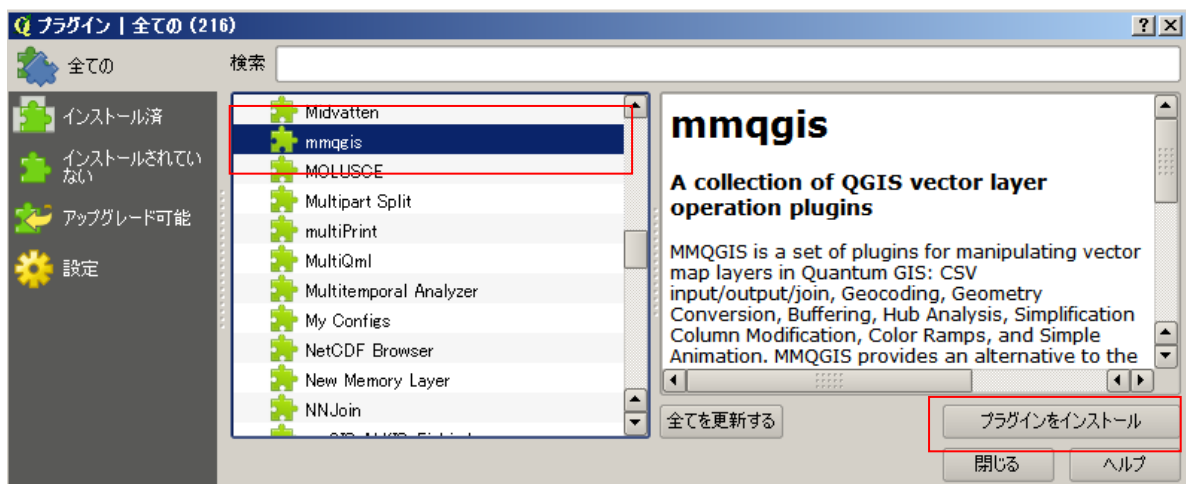 プラグイン | 全ての (216)
全ての
検索
インストール済
インストールされてい
ない
アップグレード可能
設定
Midvatten
mmqgis
MOLUSCE
Multipart Split
multiPrint
MultiQml
Multitemporal Analyzer
My Configs
NetCDF Browser
New Memory Layer
NNJoin
mmqgis
A collection of QGIS vector layer
operation plugins
MMQGIS is a set of plugins for manipulating vector
map layers in Quantum GIS: CSV
input/output/join, Geocoding, Geometry
Conversion, Buffering, Hub Analysis, Simplification
Column Modification, Color Ramps, and Simple
Animation. MMQGIS provides an alternative to the
全てを更新する
プラグインをインストール
閉じる
ヘルプ